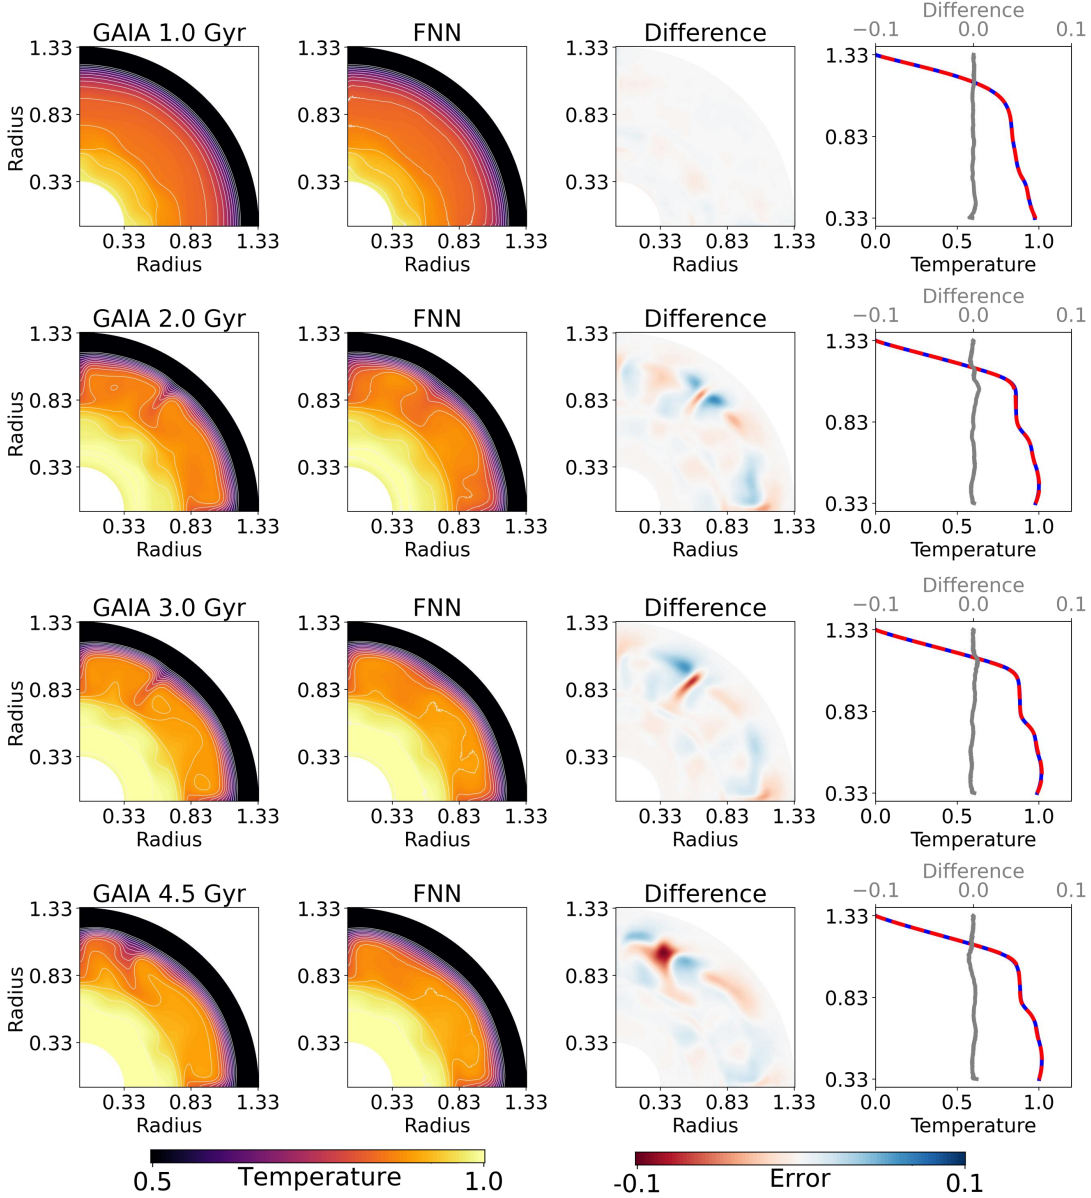 GAIA 1.0 Gyr
FNN
Difference
Difference
−0.1 0.0 0.1
1.33
0.83
0.33
Radius
0.33 0.83 1.33
Radius
1.33
0.83
0.33
0.33 0.83 1.33
Radius
1.33
0.83
0.33
0.33 0.83 1.33
Radius
1.33
0.83
0.33
0.0 0.5 1.0
Temperature
GAIA 2.0 Gyr
FNN
Difference
Difference
−0.1 0.0 0.1
1.33
0.83
0.33
Radius
0.33 0.83 1.33
Radius
1.33
0.83
0.33
0.33 0.83 1.33
Radius
1.33
0.83
0.33
0.33 0.83 1.33
Radius
1.33
0.83
0.33
0.0 0.5 1.0
Temperature
GAIA 3.0 Gyr
FNN
Difference
Difference
−0.1 0.0 0.1
1.33
0.83
0.33
Radius
0.33 0.83 1.33
Radius
1.33
0.83
0.33
0.33 0.83 1.33
Radius
1.33
0.83
0.33
0.33 0.83 1.33
Radius
1.33
0.83
0.33
0.0 0.5 1.0
Temperature
GAIA 4.5 Gyr
FNN
Difference
Difference
−0.1 0.0 0.1
1.33
0.83
0.33
Radius
0.33 0.83 1.33
Radius
1.33
0.83
0.33
0.33 0.83 1.33
Radius
1.33
0.83
0.33
0.33 0.83 1.33
Radius
1.33
0.83
0.33
0.0 0.5 1.0
Temperature
0.5 Temperature 1.0
-0.1 Error 0.1